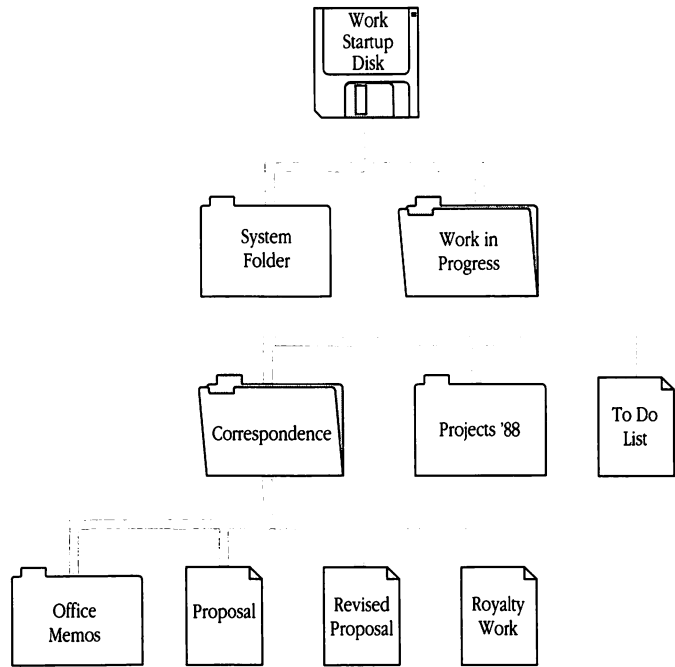 Work
Startup
Disk
System
Folder
Work in
Progress
Correspondence
Projects '88
To Do
List
Office
Memos
Proposal
Revised
Proposal
Royalty
Work